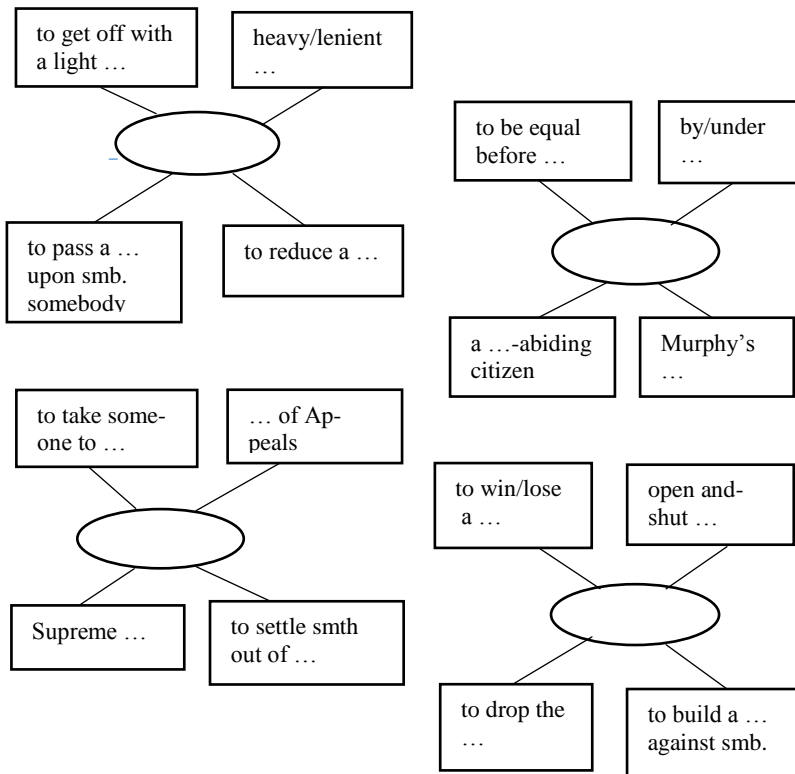 to get off with
a light …
heavy/lenient
…
to pass a …
upon smb.
somebody
to reduce a …
to be equal
before …
by/under
…
a …-abiding
citizen
Murphy’s
…
to take some-
one to …
… of Ap-
peals
Supreme …
to settle smth
out of …
to win/lose
a …
open and-
shut …
to drop the
…
to build a …
against smb.